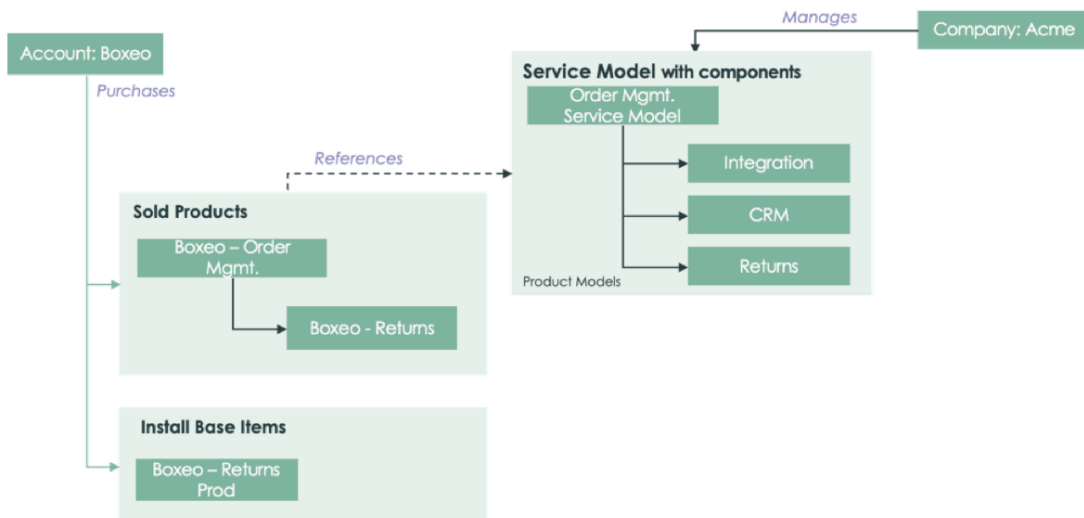 Manages
Account: Boxeo
Company: Acme
Purchases
Service Model with components
Order Mgmt.
Service Model
References
Integration
Sold Products
CRM
Boxeo – Order
Mgmt.
Returns
Product Models
Boxeo - Returns
Install Base Items
Boxeo – Returns
Prod